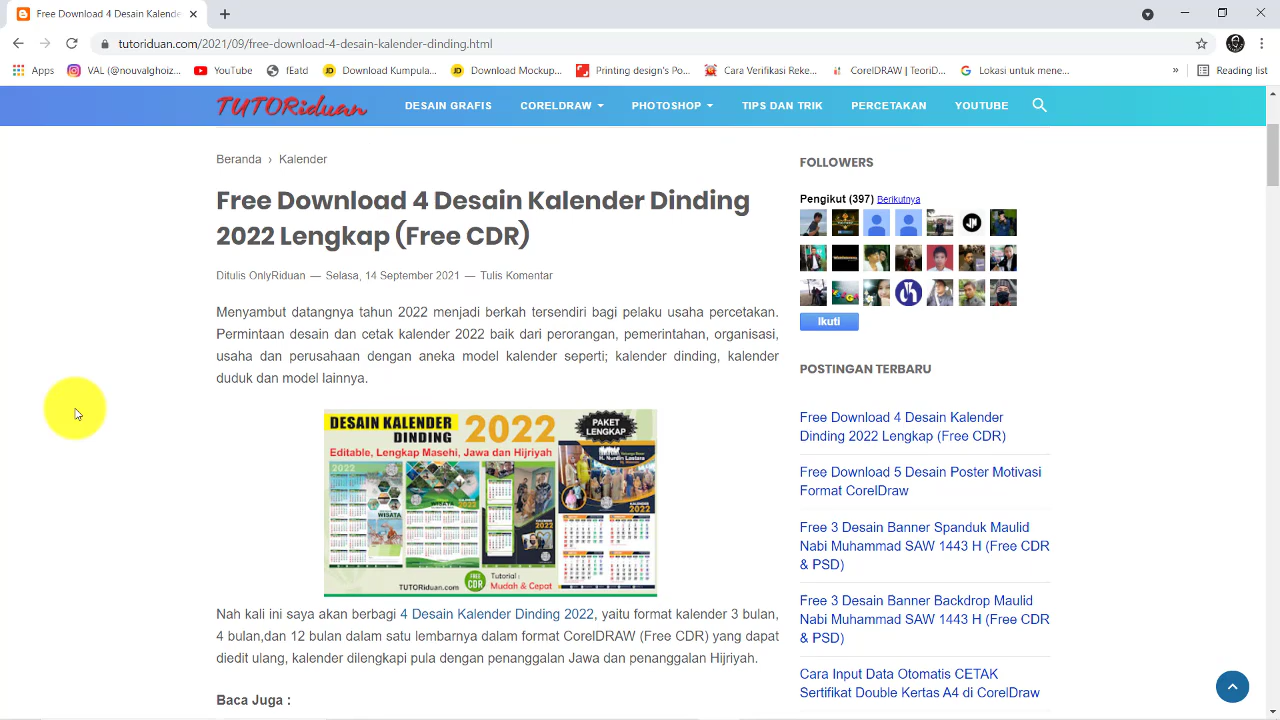 Free Download 4 Desain Kalende
tutoriduan.com/2021/09/free-download-4-desain-kalender-dinding.html
Apps
VAL (@nouvalghoiz...
YouTube
fEatd
Download Kumpula...
Download Mockup...
Printing design's Po...
Cara Verifikasi Reke...
CorelDRAW | TeoriD...
Lokasi untuk mene...
»
Reading list
TUTORiduan
DESAIN GRAFIS
CORELDRAW
PHOTOSHOP
TIPS DAN TRIK
PERCETAKAN
YOUTUBE
Beranda › Kalender
Free Download 4 Desain Kalender Dinding
2022 Lengkap (Free CDR)
Ditulis OnlyRiduan — Selasa, 14 September 2021 — Tulis Komentar
Menyambut datangnya tahun 2022 menjadi berkah tersendiri bagi pelaku usaha percetakan.
Permintaan desain dan cetak kalender 2022 baik dari perorangan, pemerintahan, organisasi,
usaha dan perusahaan dengan aneka model kalender seperti; kalender dinding, kalender
duduk dan model lainnya.
DESAIN KALENDER
DINDING
2022
PAKET
LENGKAP
Editable, Lengkap Masehi, Jawa dan Hijriyah
2022
WISATA
WISATA
H. Nurdin Lastara
KALENDER
2022
TUTORiduan.com
FREE
CDR
Tutorial :
Mudah & Cepat
Nah kali ini saya akan berbagi 4 Desain Kalender Dinding 2022, yaitu format kalender 3 bulan,
4 bulan,dan 12 bulan dalam satu lembarnya dalam format CorelDRAW (Free CDR) yang dapat
diedit ulang, kalender dilengkapi pula dengan penanggalan Jawa dan penanggalan Hijriyah.
Baca Juga :
FOLLOWERS
Pengikut (397) Berikutnya
Ikuti
POSTINGAN TERBARU
Free Download 4 Desain Kalender
Dinding 2022 Lengkap (Free CDR)
Free Download 5 Desain Poster Motivasi
Format CorelDraw
Free 3 Desain Banner Spanduk Maulid
Nabi Muhammad SAW 1443 H (Free CDR
& PSD)
Free 3 Desain Banner Backdrop Maulid
Nabi Muhammad SAW 1443 H (Free CDR
& PSD)
Cara Input Data Otomatis CETAK
Sertifikat Double Kertas A4 di CorelDraw